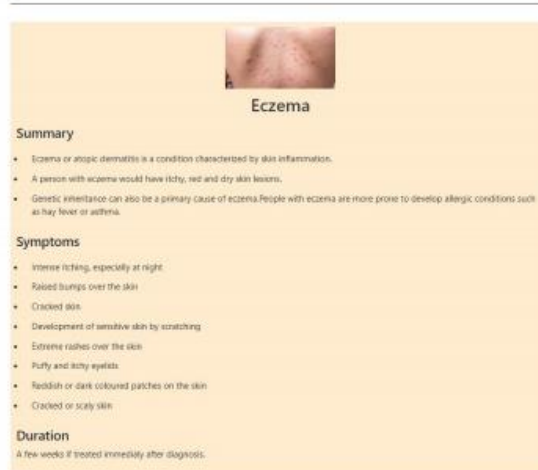 Eczema
Summary
Eczema or atopic dermatitis is a condition characterized by skin inflammation.
A person with eczema would have itchy, red and dry skin lesions.
Genetic inheritance can also be a primary cause of eczema.People with eczema are more prone to develop allergic conditions such
as hay fever or asthma.
Symptoms
Intense itching, especially at night
Raised bumps over the skin
Cracked skin
Development of sensitive skin by scratching
Extreme rashes over the skin
Puffy and itchy eyelids
Reddish or dark coloured patches on the skin
Cracked or scaly skin
Duration
A few weeks if treated immediatly after diagnosis.